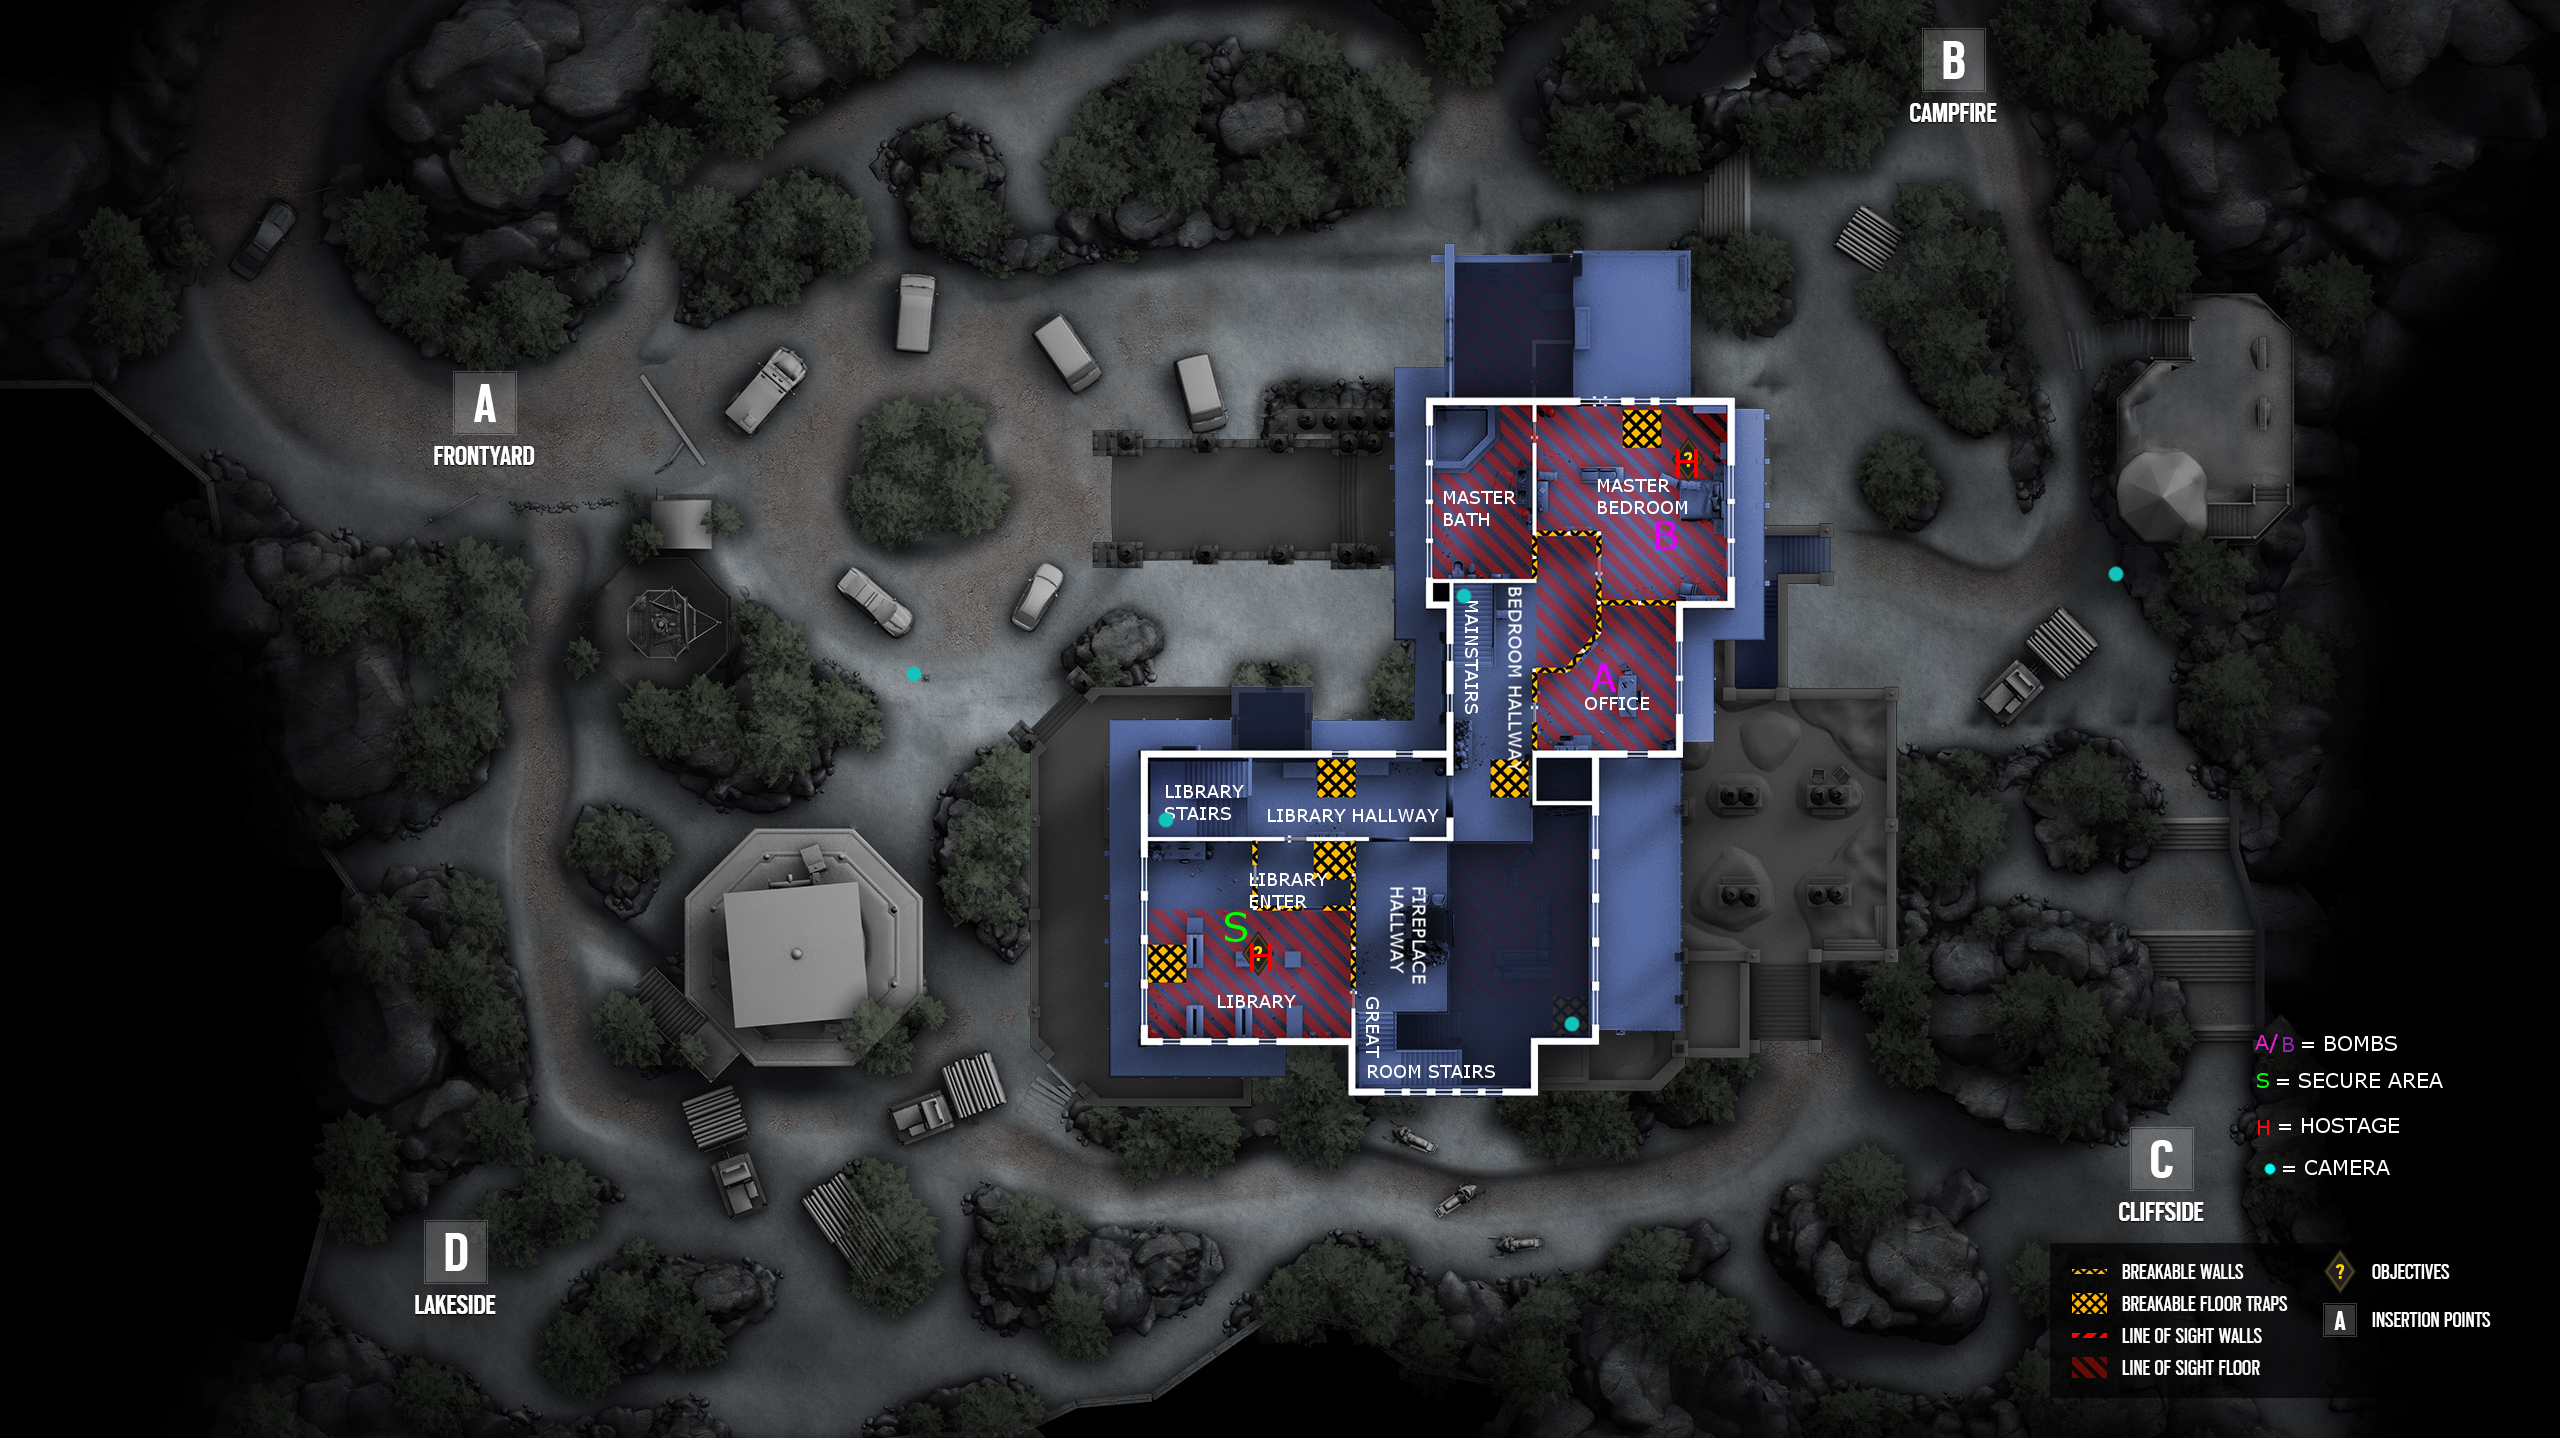 B
CAMPFIRE
A
FRONTYARD
H
MASTER
BEDROOM
MASTER
BATH
B
BEDROOM HALLWAY
MAINSTAIRS
A
OFFICE
LIBRARY
STAIRS
LIBRARY HALLWAY
LIBRARY
ENTER
S
H
FIREPLACE
HALLWAY
LIBRARY
GREAT
ROOM STAIRS
A/B = BOMBS
S = SECURE AREA
H = HOSTAGE
= CAMERA
C
CLIFFSIDE
D
LAKESIDE
BREAKABLE WALLS
BREAKABLE FLOOR TRAPS
LINE OF SIGHT WALLS
LINE OF SIGHT FLOOR
? OBJECTIVES
A INSERTION POINTS